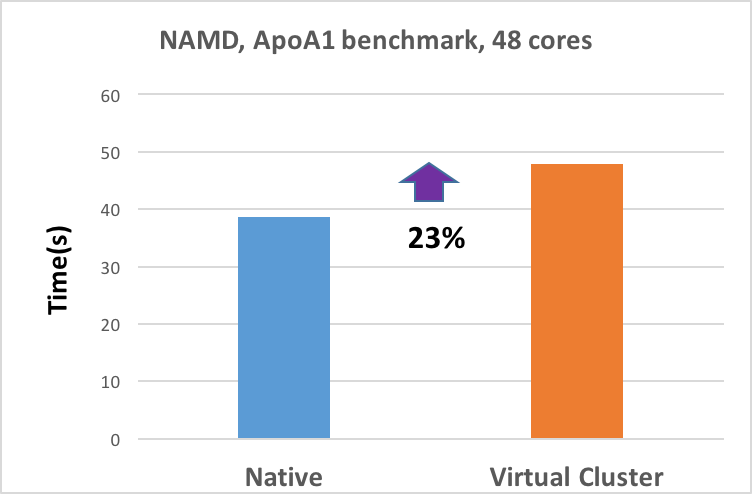 NAMD, ApoA1 benchmark, 48 cores
60
50
40
30
20
10
0
Time(s)
23%
Native
Virtual Cluster